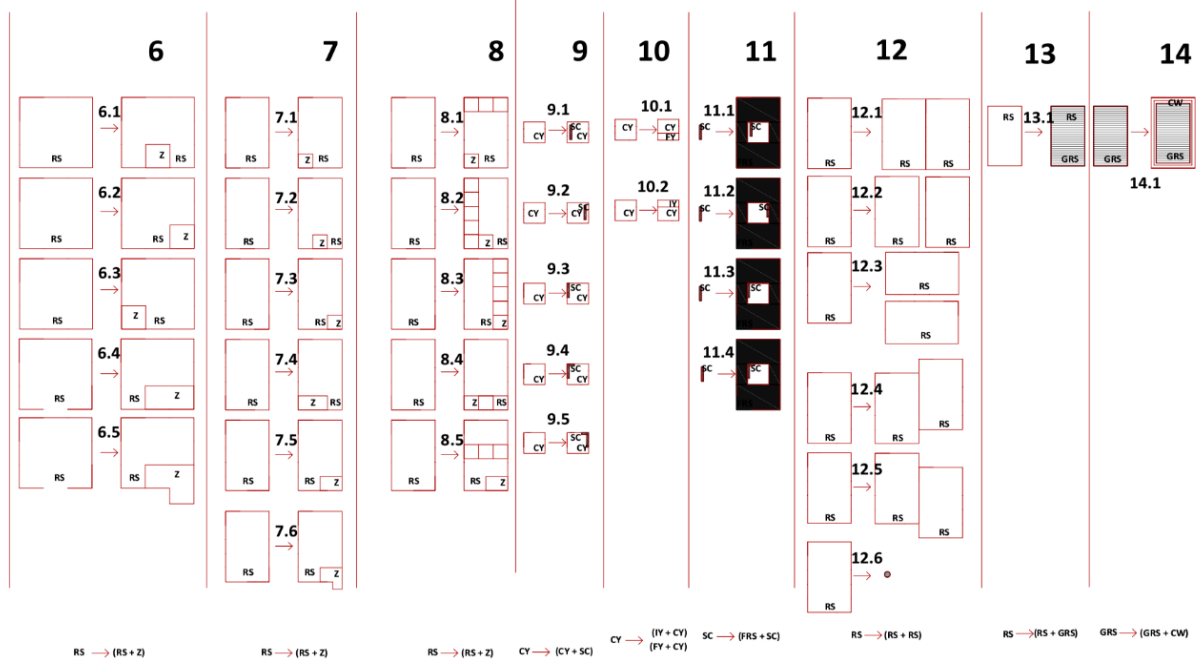 6 7 8 9 10 11 12 13 14
6.1 7.1 8.1 9.1 10.1 11.1 12.1 13.1
RS Z RS
RS Z RS
RS
CY SC CY
CY CY FY
SC SC
RS RS RS
RS RS GRS
GRS CW GRS
14.1
6.2 7.2 8.2 9.2 10.2 11.2 12.2
RS RS Z
RS Z RS
RS Z RS
CY CY SC
CY IY CY
SC SC
RS RS RS
6.3 7.3 8.3 9.3 11.3 12.3
RS Z RS
RS RS Z
RS Z
CY SC CY
SC SC
RS RS
RS
6.4 7.4 8.4 9.4 11.4 12.4
RS RS Z
RS Z RS
RS Z RS
CY SC CY
SC SC
RS RS RS
6.5 7.5 8.5 9.5 12.5
RS RS Z
RS RS Z
RS RS Z
CY SC CY
RS RS RS
7.6 12.6
RS RS Z
RS
RS → (RS + Z)
RS → (RS + Z)
RS → (RS + Z)
CY → (CY + SC)
CY → (IY + CY)
(FY + CY)
SC → (FRS + SC)
RS → (RS + RS)
RS → (RS + GRS)
GRS → (GRS + CW)